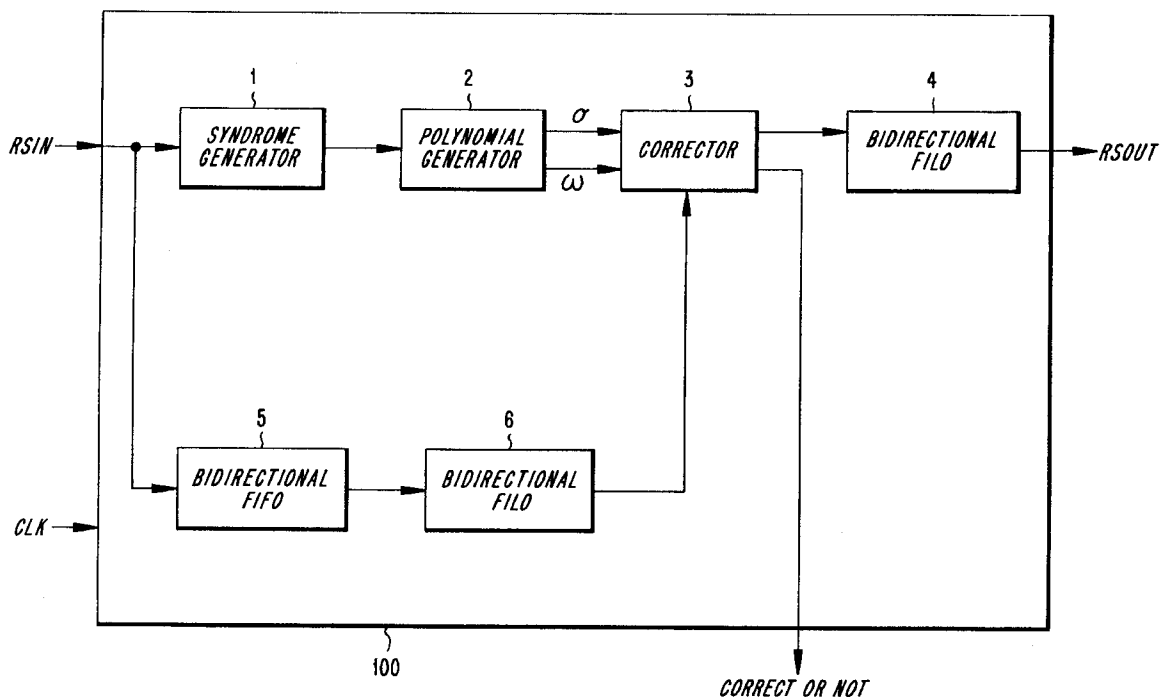 1
2
3
4
RSIN
SYNDROME
GENERATOR
POLYNOMIAL
GENERATOR
σ
ω
CORRECTOR
BIDIRECTIONAL
FILO
RSOUT
5
6
BIDIRECTIONAL
FIFO
BIDIRECTIONAL
FILO
CLK
100
CORRECT OR NOT